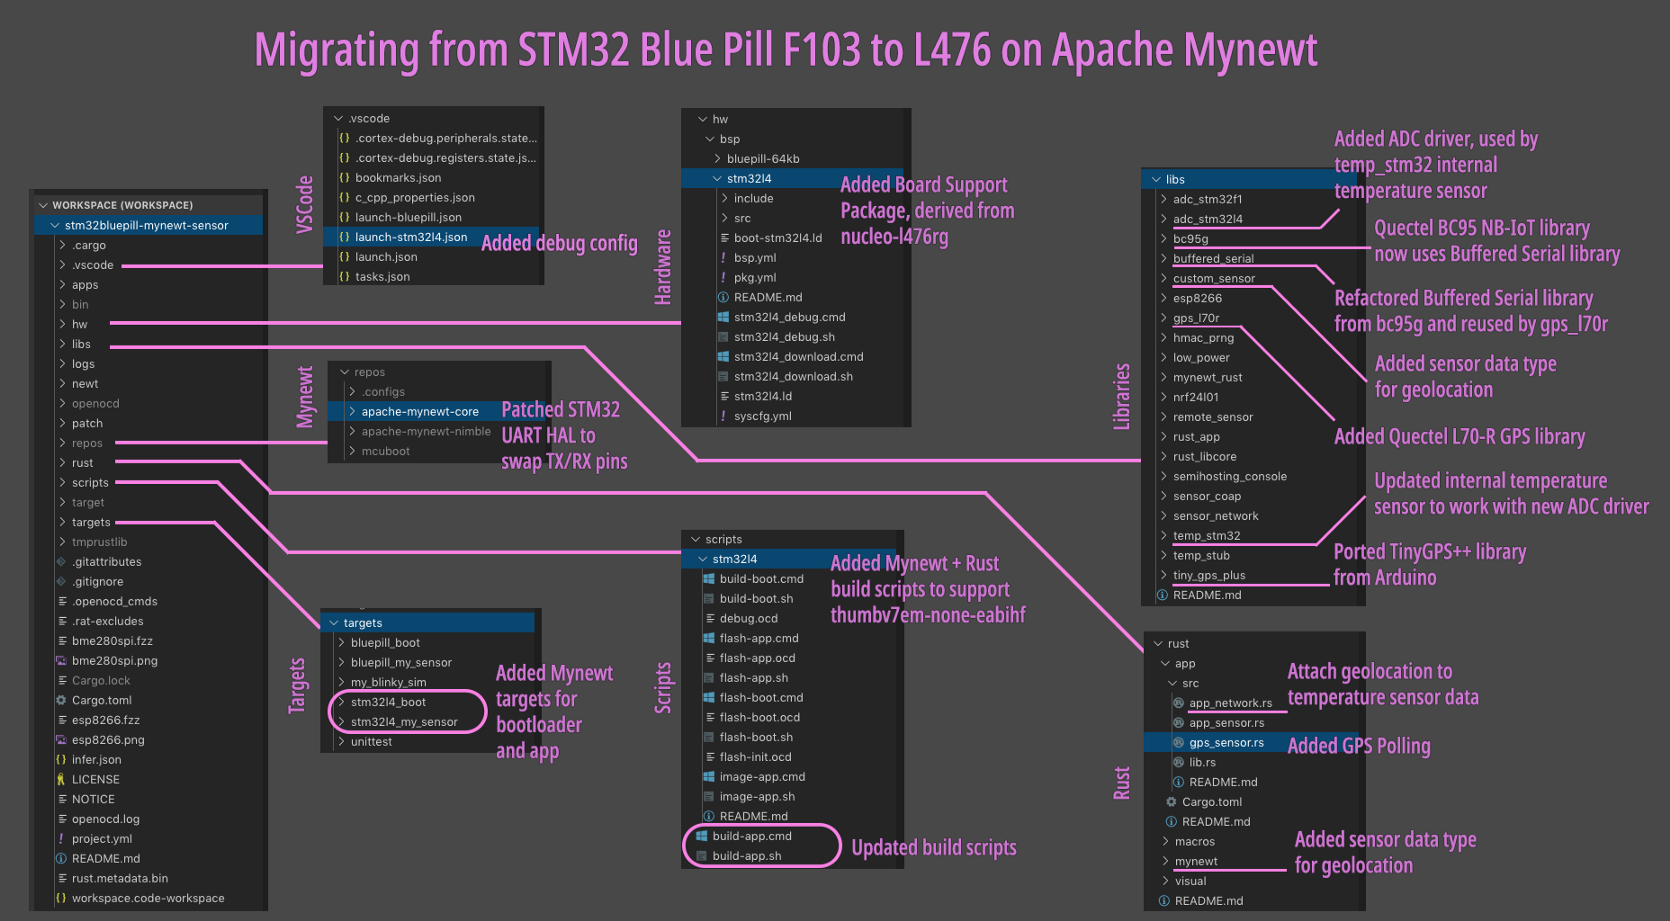 Migrating from STM32 Blue Pill F103 to L476 on Apache Mynewt
WORKSPACE (WORKSPACE)
stm32bluepill-mynewt-sensor
.cargo
.vscode
apps
bin
hw
libs
logs
newt
openocd
patch
repos
rust
scripts
target
targets
tmprustlib
.gitattributes
.gitignore
.openocd_cmds
.rat-excludes
bme280spi.fzz
bme280spi.png
Cargo.lock
Cargo.toml
esp8266.fzz
esp8266.png
infer.json
LICENSE
NOTICE
openocd.log
project.yml
README.md
rust.metadata.bin
workspace.code-workspace
VSCode
.vscode
.cortex-debug.peripherals.state...
.cortex-debug.registers.state.js...
bookmarks.json
c_cpp_properties.json
launch-bluepill.json
launch-stm32l4.json
launch.json
tasks.json
Added debug config
Mynewt
repos
.configs
apache-mynewt-core
apache-mynewt-nimble
mcuboot
Patched STM32
UART HAL to
swap TX/RX pins
Targets
targets
bluepill_boot
bluepill_my_sensor
my_blinky_sim
stm32l4_boot
stm32l4_my_sensor
unittest
Added Mynewt
targets for
bootloader
and app
Hardware
hw
bsp
bluepill-64kb
stm32l4
include
src
boot-stm32l4.ld
bsp.yml
pkg.yml
README.md
stm32l4_debug.cmd
stm32l4_debug.sh
stm32l4_download.cmd
stm32l4_download.sh
stm32l4.ld
syscfg.yml
Added Board Support
Package, derived from
nucleo-l476rg
Scripts
scripts
stm32l4
build-boot.cmd
build-boot.sh
debug.ocd
flash-app.cmd
flash-app.ocd
flash-app.sh
flash-boot.cmd
flash-boot.ocd
flash-boot.sh
flash-init.ocd
image-app.cmd
image-app.sh
README.md
build-app.cmd
build-app.sh
Added Mynewt + Rust
build scripts to support
thumbv7em-none-eabihf
Updated build scripts
Libraries
libs
adc_stm32f1
adc_stm32l4
bc95g
buffered_serial
custom_sensor
esp8266
gps_l70r
hmac_prng
low_power
mynewt_rust
nrf24l01
remote_sensor
rust_app
rust_libcore
semihosting_console
sensor_coap
sensor_network
temp_stm32
temp_stub
tiny_gps_plus
README.md
Added ADC driver, used by
temp_stm32 internal
temperature sensor
Quectel BC95 NB-IoT library
now uses Buffered Serial library
Refactored Buffered Serial library
from bc95g and reused by gps_l70r
Added sensor data type
for geolocation
Added Quectel L70-R GPS library
Updated internal temperature
sensor to work with new ADC driver
Ported TinyGPS++ library
from Arduino
Rust
rust
app
src
app_network.rs
app_sensor.rs
gps_sensor.rs
lib.rs
README.md
Cargo.toml
README.md
macros
mynewt
visual
README.md
Attach geolocation to
temperature sensor data
Added GPS Polling
Added sensor data type
for geolocation